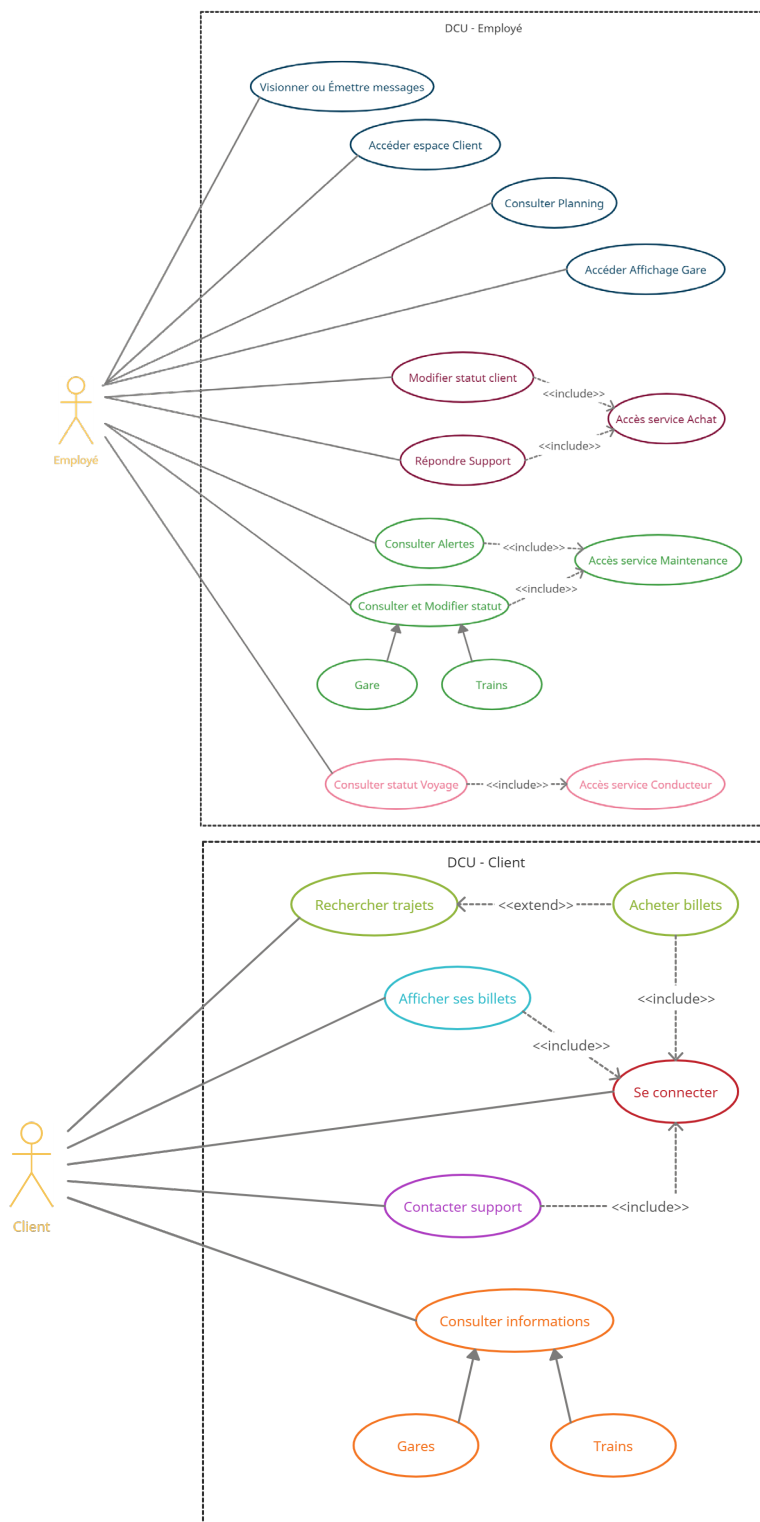 DCU - Employé
Visionner ou Émettre messages
Accéder espace Client
Consulter Planning
Accéder Affichage Gare
Modifier statut client
<<include>>
Accès service Achat
<<include>>
Répondre Support
Employé
Consulter Alertes
<<include>>
Accès service Maintenance
<<include>>
Consulter et Modifier statut
Gare
Trains
Consulter statut Voyage
<<include>>
Accès service Conducteur
DCU - Client
Rechercher trajets
<<extend>>
Acheter billets
Afficher ses billets
<<include>>
<<include>>
Se connecter
Contacter support
<<include>>
Client
Consulter informations
Gares
Trains